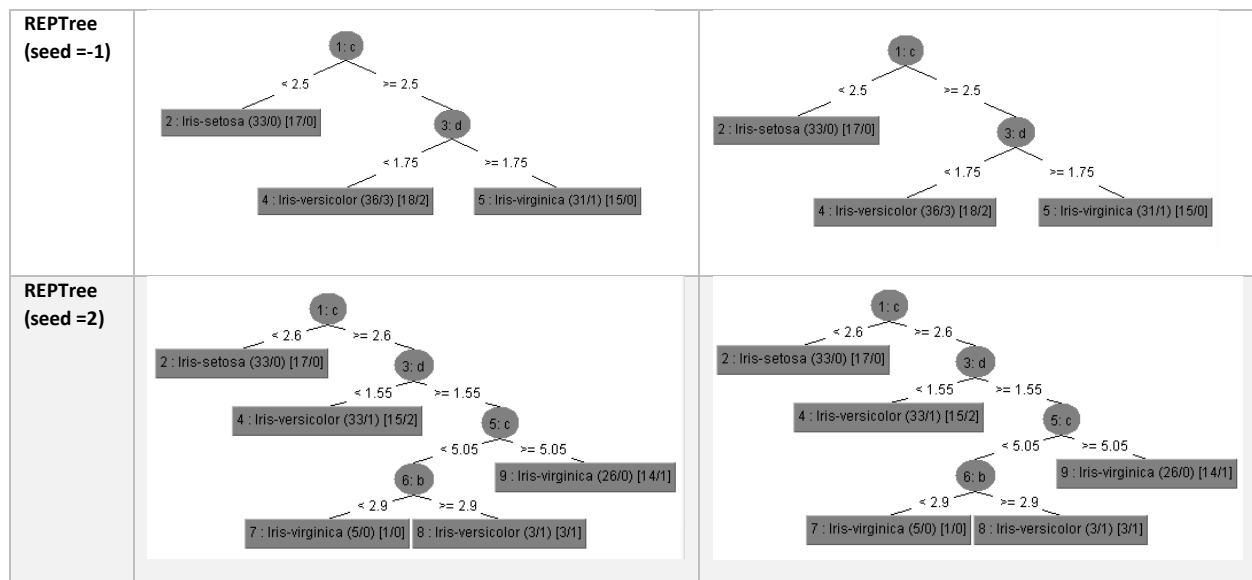 REPTree
(seed =-1)
1: c
< 2.5
>= 2.5
2 : Iris-setosa (33/0) [17/0]
3: d
< 1.75
>= 1.75
4 : Iris-versicolor (36/3) [18/2]
5 : Iris-virginica (31/1) [15/0]
1: c
< 2.5
>= 2.5
2 : Iris-setosa (33/0) [17/0]
3: d
< 1.75
>= 1.75
4 : Iris-versicolor (36/3) [18/2]
5 : Iris-virginica (31/1) [15/0]
REPTree
(seed =2)
1: c
< 2.6
>= 2.6
2 : Iris-setosa (33/0) [17/0]
3: d
< 1.55
>= 1.55
4 : Iris-versicolor (33/1) [15/2]
5: c
< 5.05
>= 5.05
6: b
9 : Iris-virginica (26/0) [14/1]
< 2.9
>= 2.9
7 : Iris-virginica (5/0) [1/0]
8 : Iris-versicolor (3/1) [3/1]
1: c
< 2.6
>= 2.6
2 : Iris-setosa (33/0) [17/0]
3: d
< 1.55
>= 1.55
4 : Iris-versicolor (33/1) [15/2]
5: c
< 5.05
>= 5.05
6: b
9 : Iris-virginica (26/0) [14/1]
< 2.9
>= 2.9
7 : Iris-virginica (5/0) [1/0]
8 : Iris-versicolor (3/1) [3/1]